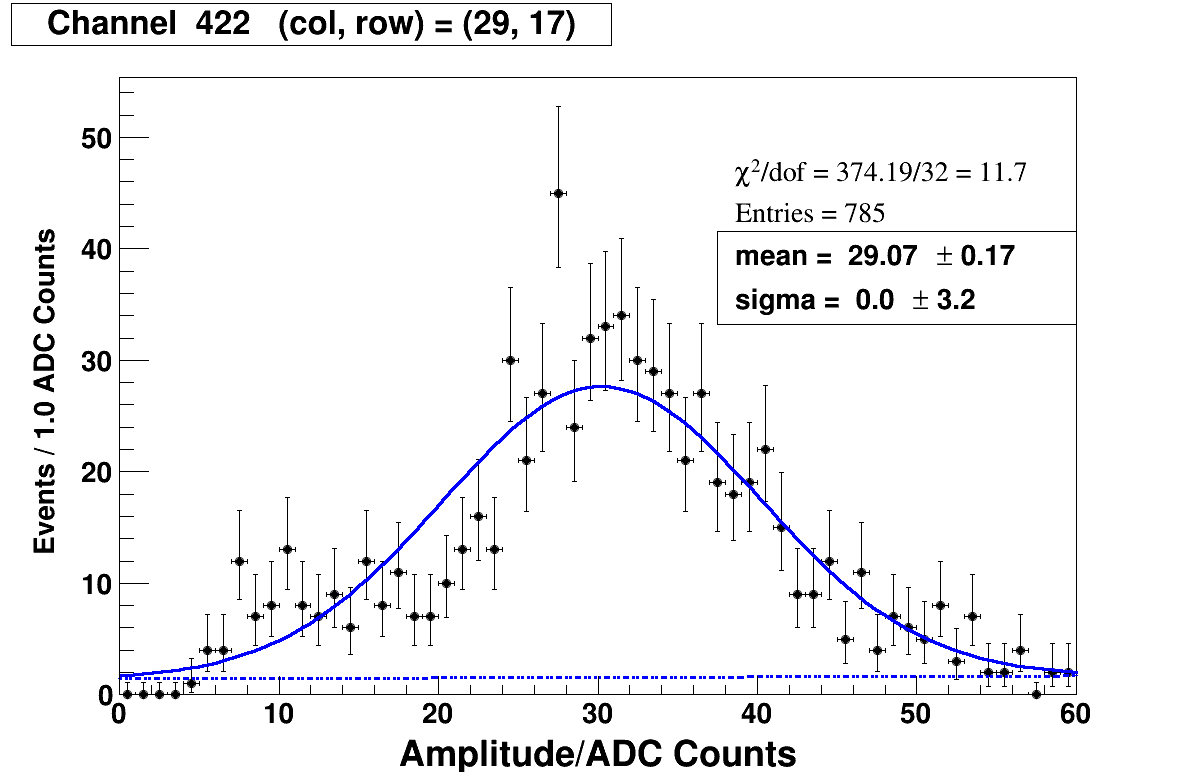 Channel 422 (col, row) = (29, 17)
χ²/dof = 374.19/32 = 11.7
Entries = 785
mean = 29.07 ± 0.17
sigma = 0.0 ± 3.2
Events / 1.0 ADC Counts
50
40
30
20
10
0
0 10 20 30 40 50 60
Amplitude/ADC Counts